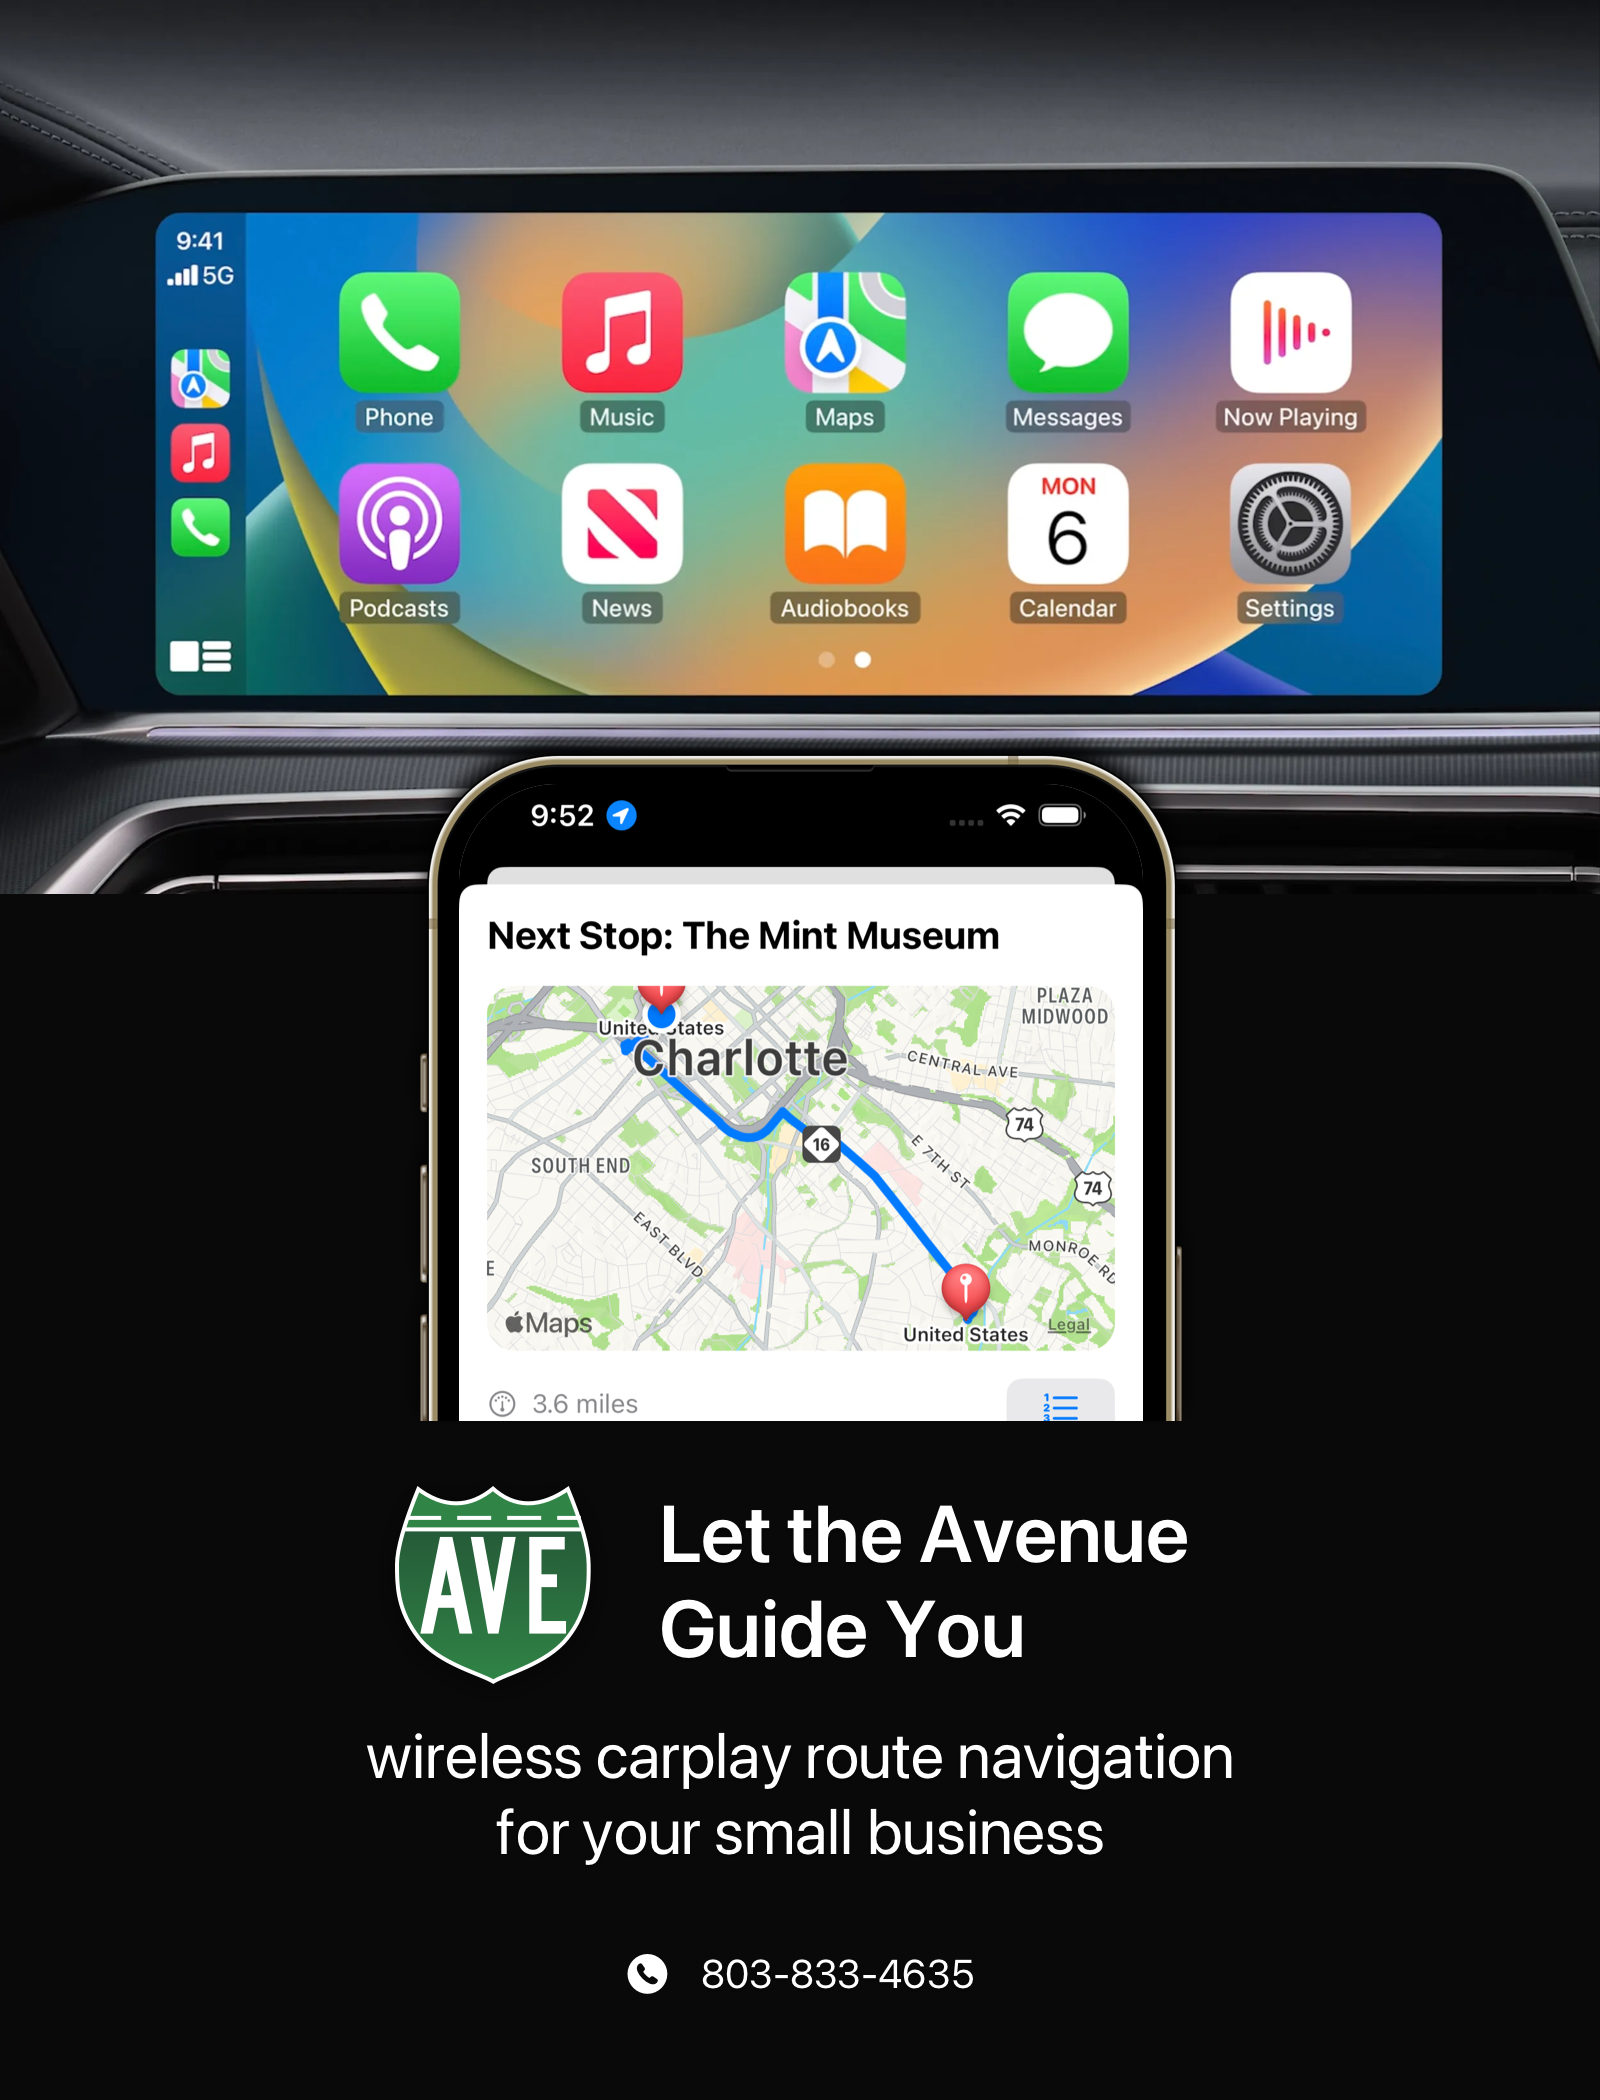 9:41
5G
Phone
Music
Maps
Messages
Now Playing
MON
6
Podcasts
News
Audiobooks
Calendar
Settings
9:52
Next Stop: The Mint Museum
PLAZA
MIDWOOD
United States
Charlotte
CENTRAL AVE
74
16
E 7TH ST
SOUTH END
74
EAST BLVD
MONROE RD
E
Maps
United States
Legal
3.6 miles
1
2
3
AVE
Let the Avenue
Guide You
wireless carplay route navigation
for your small business
803-833-4635